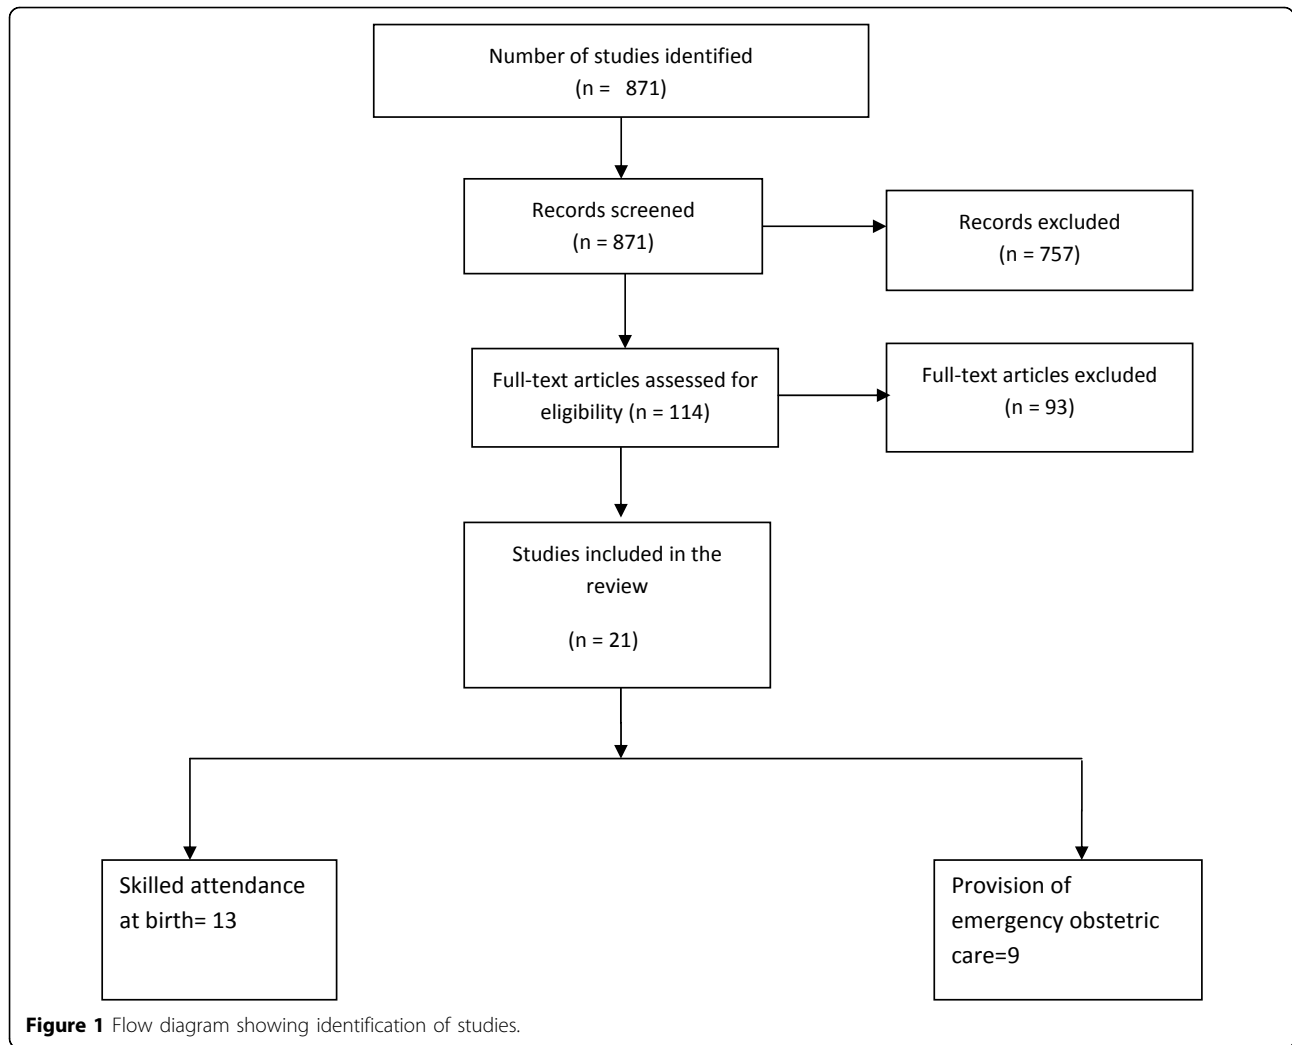 Number of studies identified
(n = 871)
Records screened
(n = 871)
Records excluded
(n = 757)
Full-text articles assessed for
eligibility (n = 114)
Full-text articles excluded
(n = 93)
Studies included in the
review
(n = 21)
Skilled attendance
at birth= 13
Provision of
emergency obstetric
care=9
Figure 1 Flow diagram showing identification of studies.